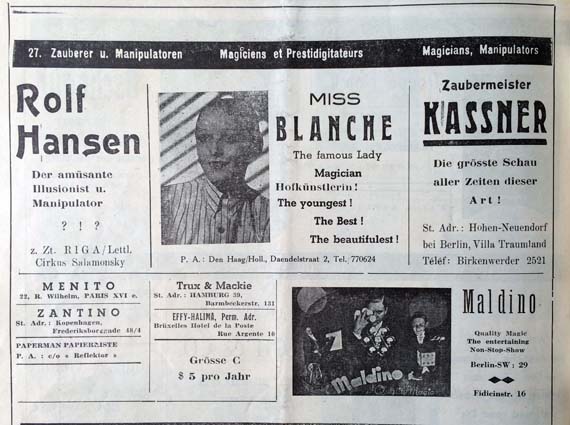 27. Zauberer u. Manipulatoren Magiciens et Prestidigitateurs Magicians, Manipulators
Rolf
Hansen
Der amüsante
Illusionist u.
Manipulator
? ! ?
z. Zt. RIGA/Lettl.
Cirkus Salamonsky
MISS
BLANCHE
The famous Lady
Magician
Hofkünstlerin!
The youngest!
The Best!
The beautifulest!
P. A.: Den Haag/Holl., Daendelstraat 2, Tel. 770624
Zaubermeister
KASSNER
Die grösste Schau
aller Zeiten dieser
Art!
St. Adr.: Hohen-Neuendorf
bei Berlin, Villa Traumland
Téléf: Birkenwerder 2521
MENITO
22, R. Wilhelm, PARIS XVI e.
ZANTINO
St. Adr.: Kopenhagen,
Frederiksborggade 48/4
PAPERMAN PAPIERISTE
P. A.: c/o « Reflektor »
Trux & Mackie
St. Adr.: HAMBURG 39,
Barmbeckerstr. 131
EFFY-HALIMÁ, Perm. Adr.
Bruxelles Hotel de la Poste
Rue Argente 10
Grösse C
$ 5 pro Jahr
Maldino
Maldino
Quality Magic
The entertaining
Non-Stop-Show
Berlin-SW: 29
Fidicinstr. 16